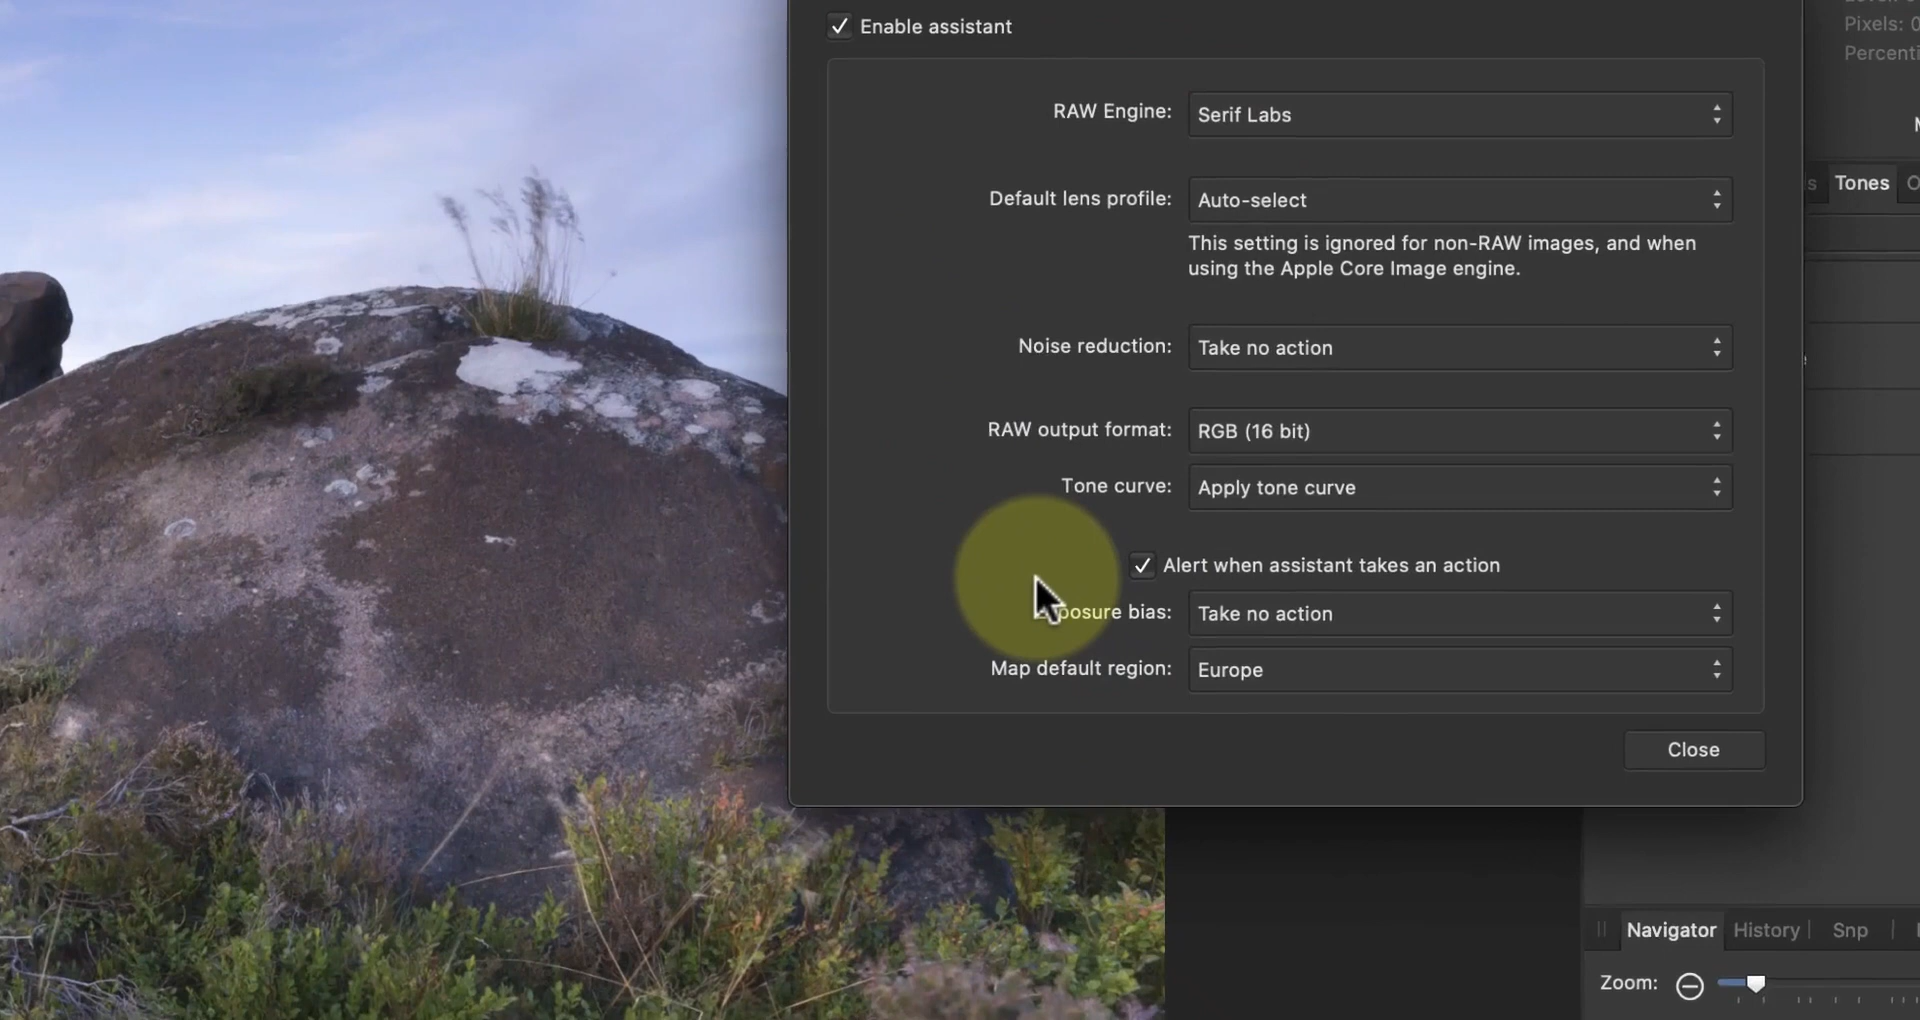 Enable assistant
Pixels: 0
RAW Engine: Serif Labs
Tones
Default lens profile: Auto-select
This setting is ignored for non-RAW images, and when
using the Apple Core Image engine.
Noise reduction: Take no action
RAW output format: RGB (16 bit)
Tone curve: Apply tone curve
Alert when assistant takes an action
posure bias: Take no action
Map default region: Europe
Close
Navigator History Snp
Zoom: